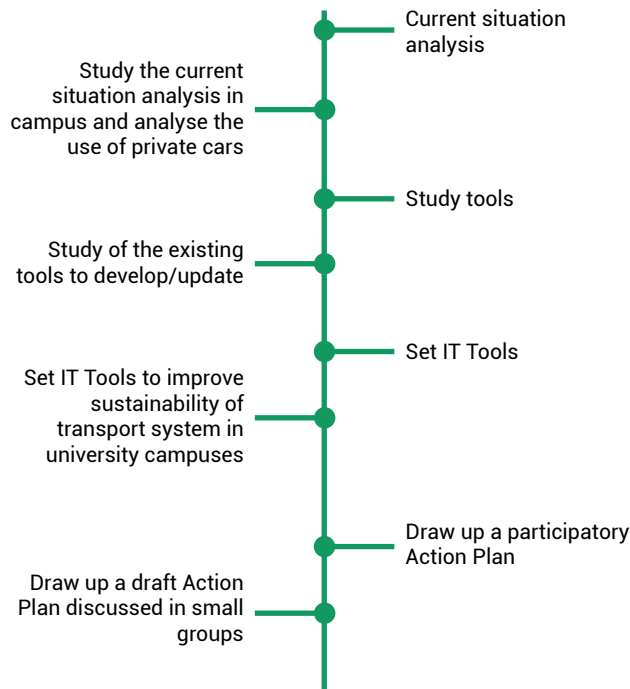 Current situation
analysis
Study the current
situation analysis in
campus and analyse the
use of private cars
Study tools
Study of the existing
tools to develop/update
Set IT Tools
Set IT Tools to improve
sustainability of
transport system in
university campuses
Draw up a participatory
Action Plan
Draw up a draft Action
Plan discussed in small
groups